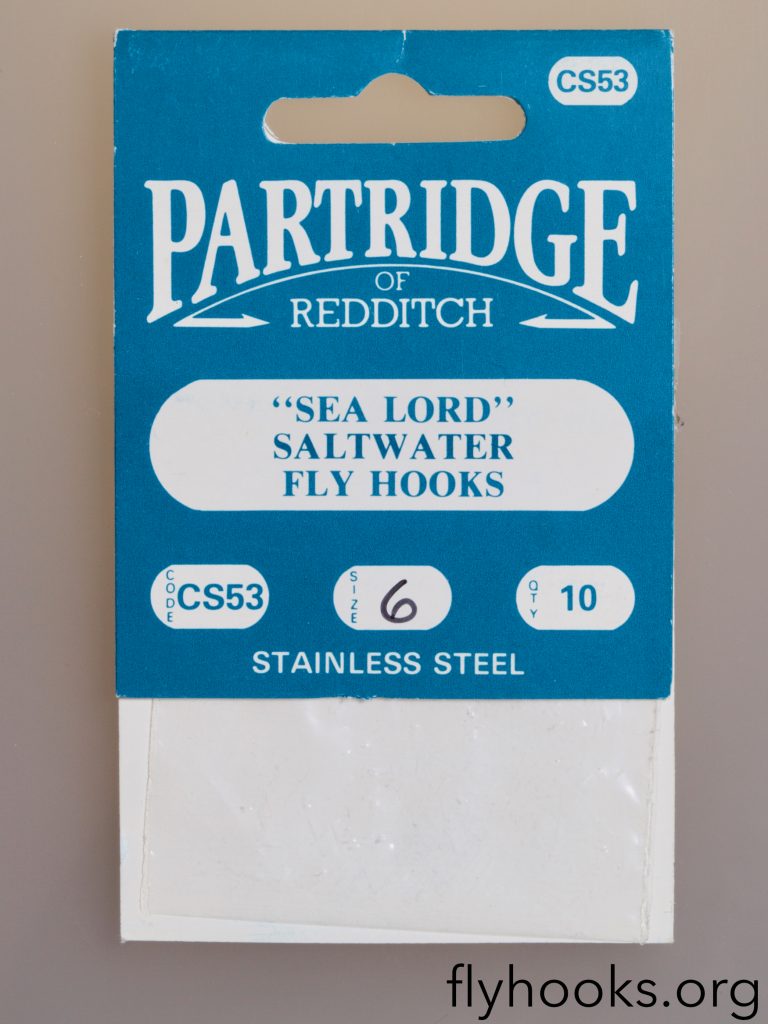 CS53
PARTRIDGE
OF
REDDITCH
“SEA LORD”
SALTWATER
FLY HOOKS
CODE CS53 SIZE 6 QTY 10
STAINLESS STEEL
flyhooks.org